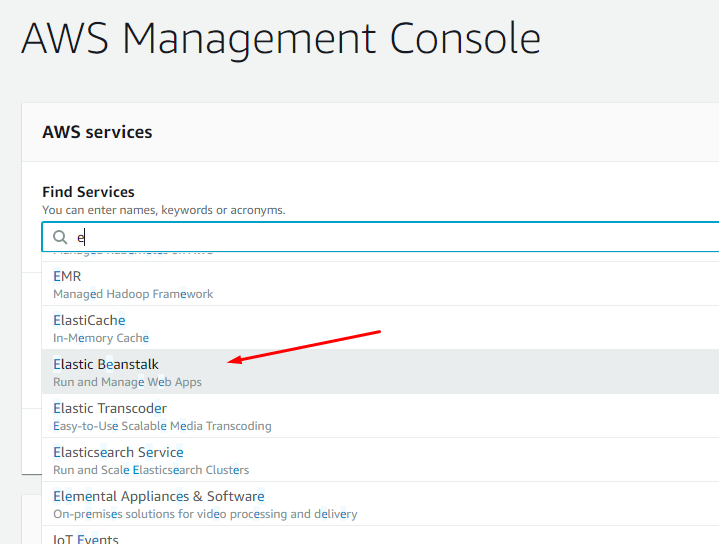 AWS Management Console
AWS services
Find Services
You can enter names, keywords or acronyms.
e
EMR
Managed Hadoop Framework
ElastiCache
In-Memory Cache
Elastic Beanstalk
Run and Manage Web Apps
Elastic Transcoder
Easy-to-Use Scalable Media Transcoding
Elasticsearch Service
Run and Scale Elasticsearch Clusters
Elemental Appliances & Software
On-premises solutions for video processing and delivery
IoT Events